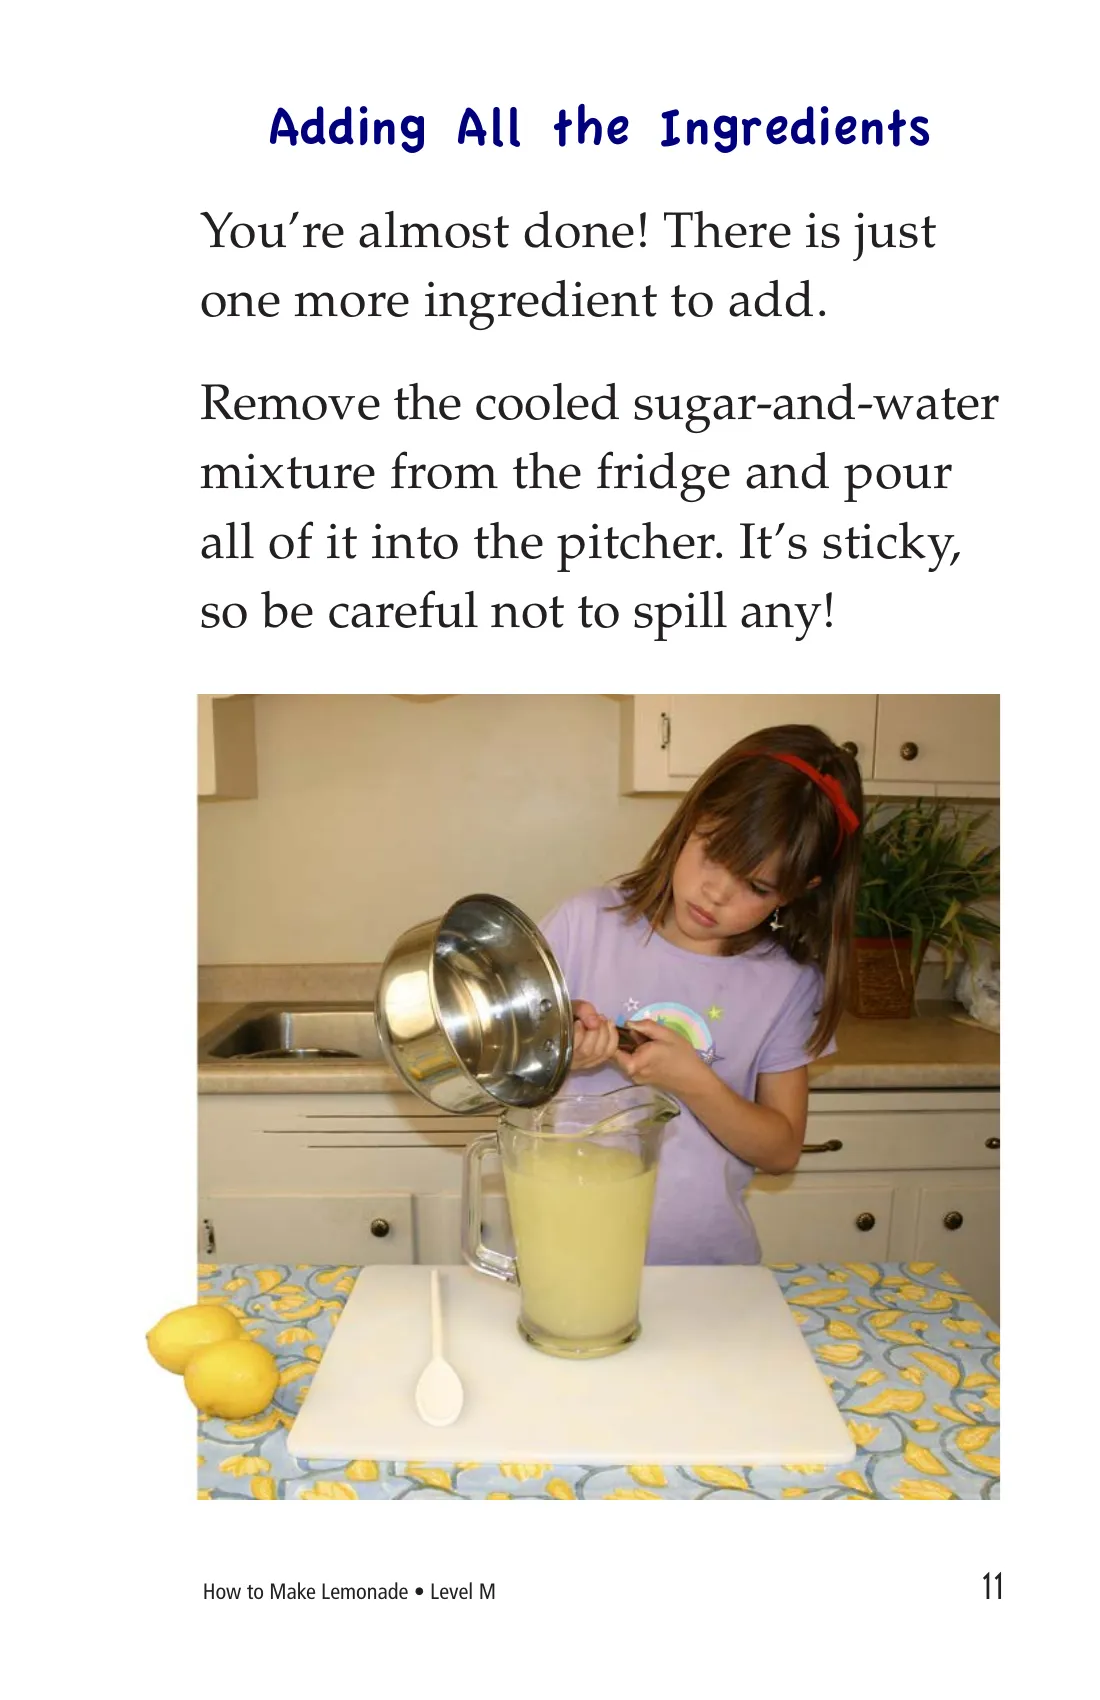 Adding All the Ingredients
You’re almost done! There is just
one more ingredient to add.
Remove the cooled sugar-and-water
mixture from the fridge and pour
all of it into the pitcher. It’s sticky,
so be careful not to spill any!
How to Make Lemonade • Level M
11